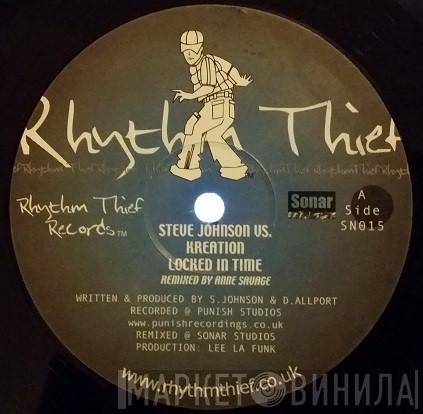 Rhythm Thief
Rhythm Thief
Records™
Sonar
A
Side
SN015
STEVE JOHNSON VS.
KREATION
LOCKED IN TIME
REMIXED BY ANNE SAVAGE
WRITTEN & PRODUCED BY S.JOHNSON & D.ALLPORT
RECORDED @ PUNISH STUDIOS
www.punishrecordings.co.uk
REMIXED @ SONAR STUDIOS
PRODUCTION: LEE LA FUNK
www.rhythmthief.co.uk
МАРКЕТ ВИНИЛА